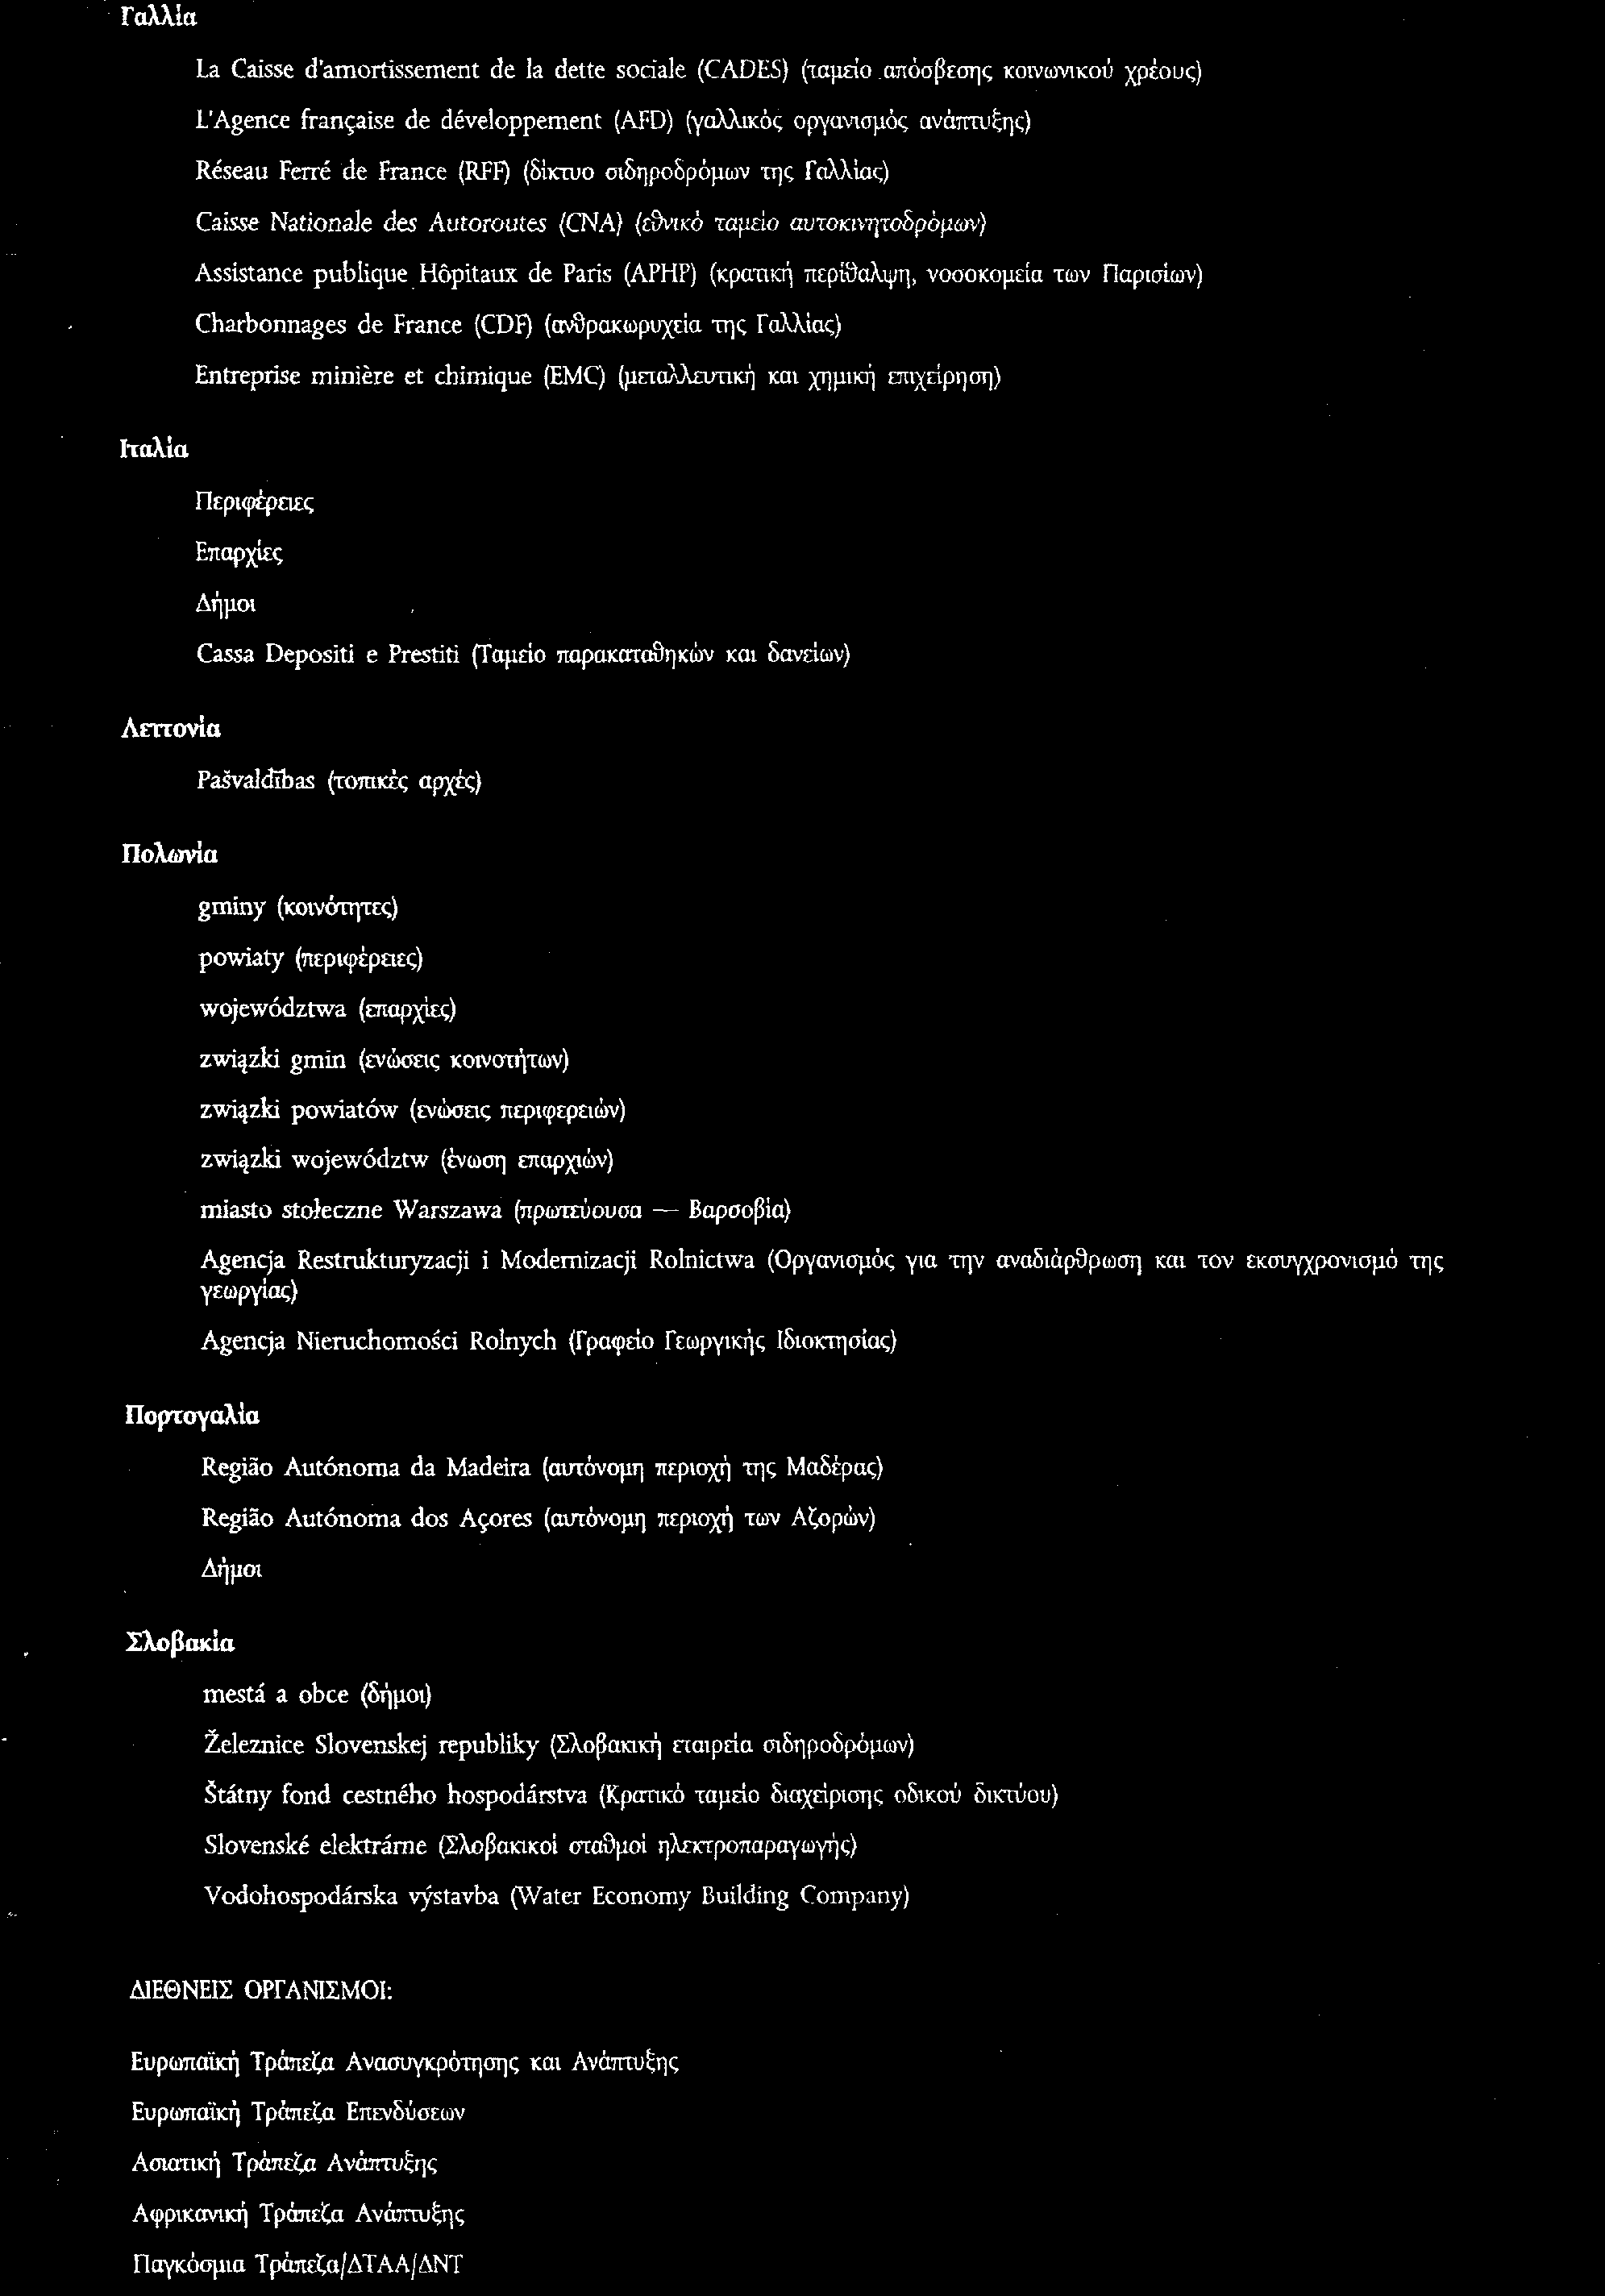 Γαλλία
La Caisse d'amortissement de la dette sociale (CADES) (ταμείο απόσβεσης κοινωνικού χρέους)
L'Agence française de développement (AFD) (γαλλικός οργανισμός ανάπτυξης)
Réseau Ferré de France (RFF) (δίκτυο σιδηροδρόμων της Γαλλίας)
Caisse Nationale des Autoroutes (CNA) (εθνικό ταμείο αυτοκινητοδρόμων)
Assistance publique Hôpitaux de Paris (APHP) (κρατική περίθαλψη, νοσοκομεία των Παρισίων)
Charbonnages de France (CDF) (ανθρακωρυχεία της Γαλλίας)
Entreprise minière et chimique (EMC) (μεταλλευτική και χημική επιχείρηση)
Ιταλία
Περιφέρειες
Επαρχίες
Δήμοι
Cassa Depositi e Prestiti (Ταμείο παρακαταθηκών και δανείων)
Λεττονία
Pašvaldības (τοπικές αρχές)
Πολωνία
gminy (κοινότητες)
powiaty (περιφέρειες)
województwa (επαρχίες)
związki gmin (ενώσεις κοινοτήτων)
związki powiatów (ενώσεις περιφερειών)
związki województw (ένωση επαρχιών)
miasto stołeczne Warszawa (πρωτεύουσα — Βαρσοβία)
Agencja Restrukturyzacji i Modernizacji Rolnictwa (Οργανισμός για την αναδιάρθρωση και τον εκσυγχρονισμό της
γεωργίας)
Agencja Nieruchomości Rolnych (Γραφείο Γεωργικής Ιδιοκτησίας)
Πορτογαλία
Região Autónoma da Madeira (αυτόνομη περιοχή της Μαδέρας)
Região Autónoma dos Açores (αυτόνομη περιοχή των Αζορών)
Δήμοι
Σλοβακία
mestá a obce (δήμοι)
Železnice Slovenskej republiky (Σλοβακική εταιρεία σιδηροδρόμων)
Štátny fond cestného hospodárstva (Κρατικό ταμείο διαχείρισης οδικού δικτύου)
Slovenské elektrárne (Σλοβακικοί σταθμοί ηλεκτροπαραγωγής)
Vodohospodárska výstavba (Water Economy Building Company)
ΔΙΕΘΝΕΙΣ ΟΡΓΑΝΙΣΜΟΙ:
Ευρωπαϊκή Τράπεζα Ανασυγκρότησης και Ανάπτυξης
Ευρωπαϊκή Τράπεζα Επενδύσεων
Ασιατική Τράπεζα Ανάπτυξης
Αφρικανική Τράπεζα Ανάπτυξης
Παγκόσμια Τράπεζα/ΔΤΑΑ/ΔΝΤ